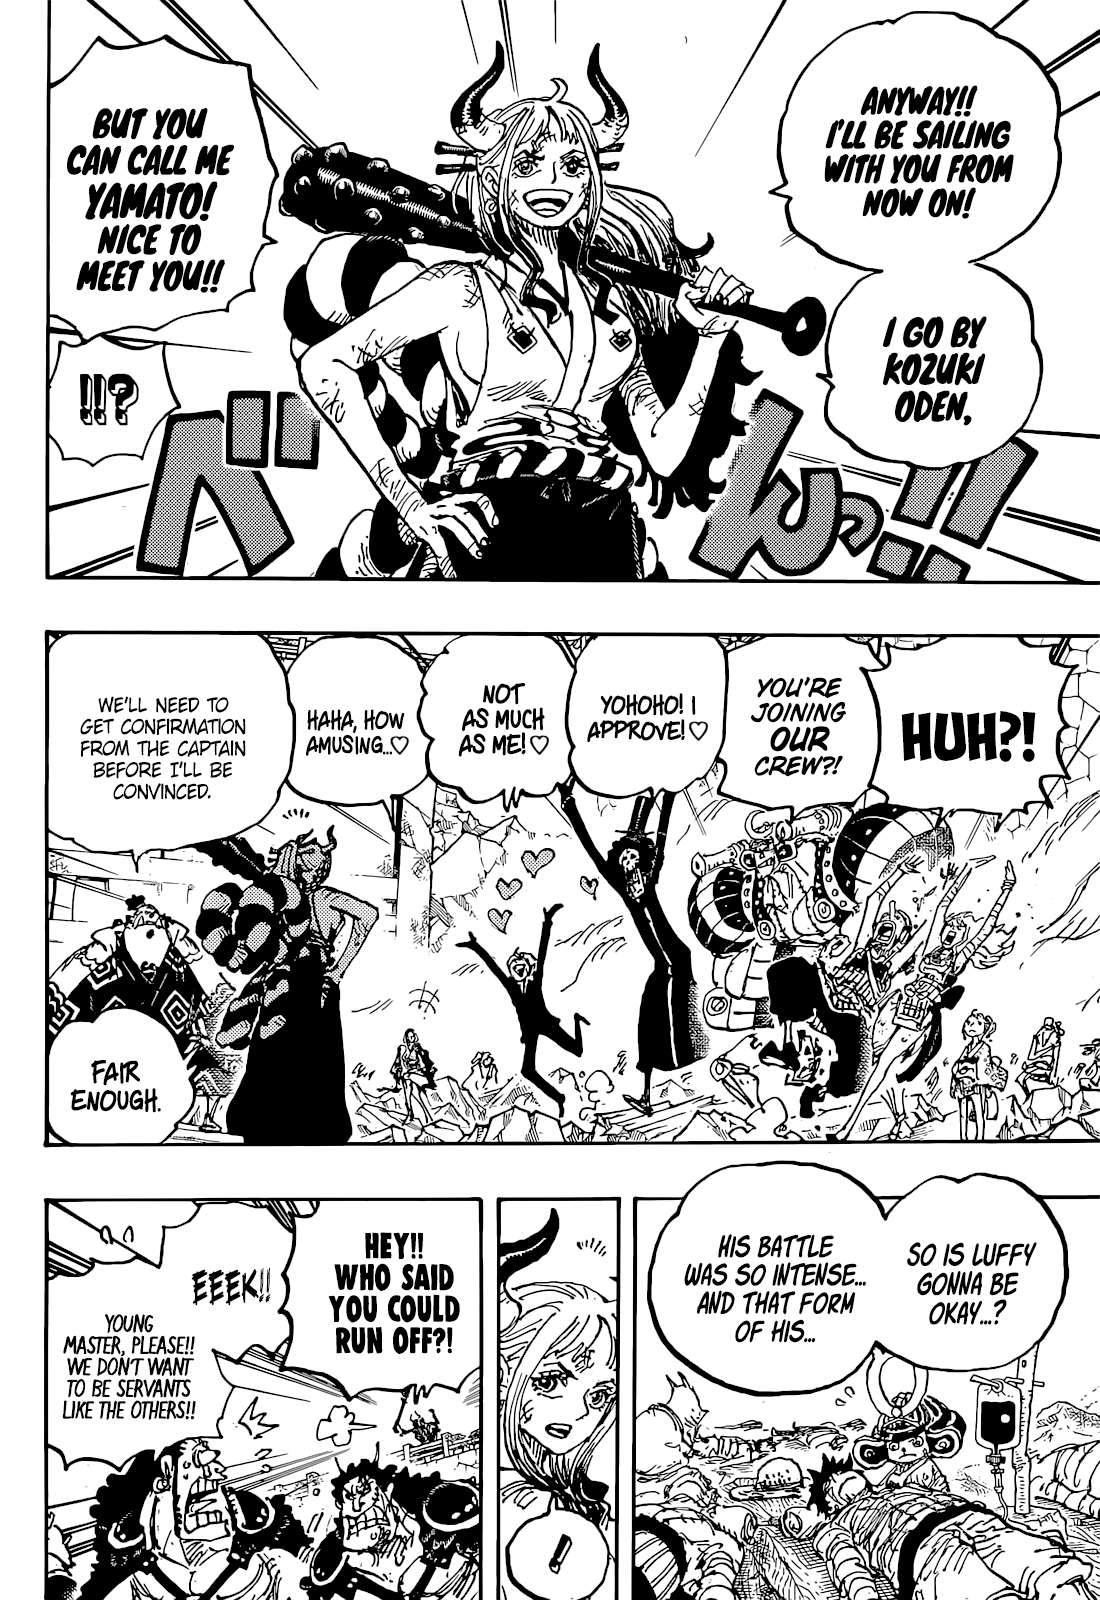 ANYWAY!!
I'LL BE SAILING
WITH YOU FROM
NOW ON!
I GO BY
KOZUKI
ODEN,
BUT YOU
CAN CALL ME
YAMATO!
NICE TO
MEET YOU!!
!!?
べんっ!!
HUH?!
YOU'RE
JOINING
OUR
CREW?!
YOHOHO! I
APPROVE!♡
NOT
AS MUCH
AS ME!♡
HAHA, HOW
AMUSING...♡
WE'LL NEED TO
GET CONFIRMATION
FROM THE CAPTAIN
BEFORE I'LL BE
CONVINCED.
FAIR
ENOUGH.
SO IS LUFFY
GONNA BE
OKAY...?
HIS BATTLE
WAS SO INTENSE...
AND THAT FORM
OF HIS...
!
HEY!!
WHO SAID
YOU COULD
RUN OFF?!
EEEK!!
YOUNG
MASTER, PLEASE!!
WE DON'T WANT
TO BE SERVANTS
LIKE THE OTHERS!!